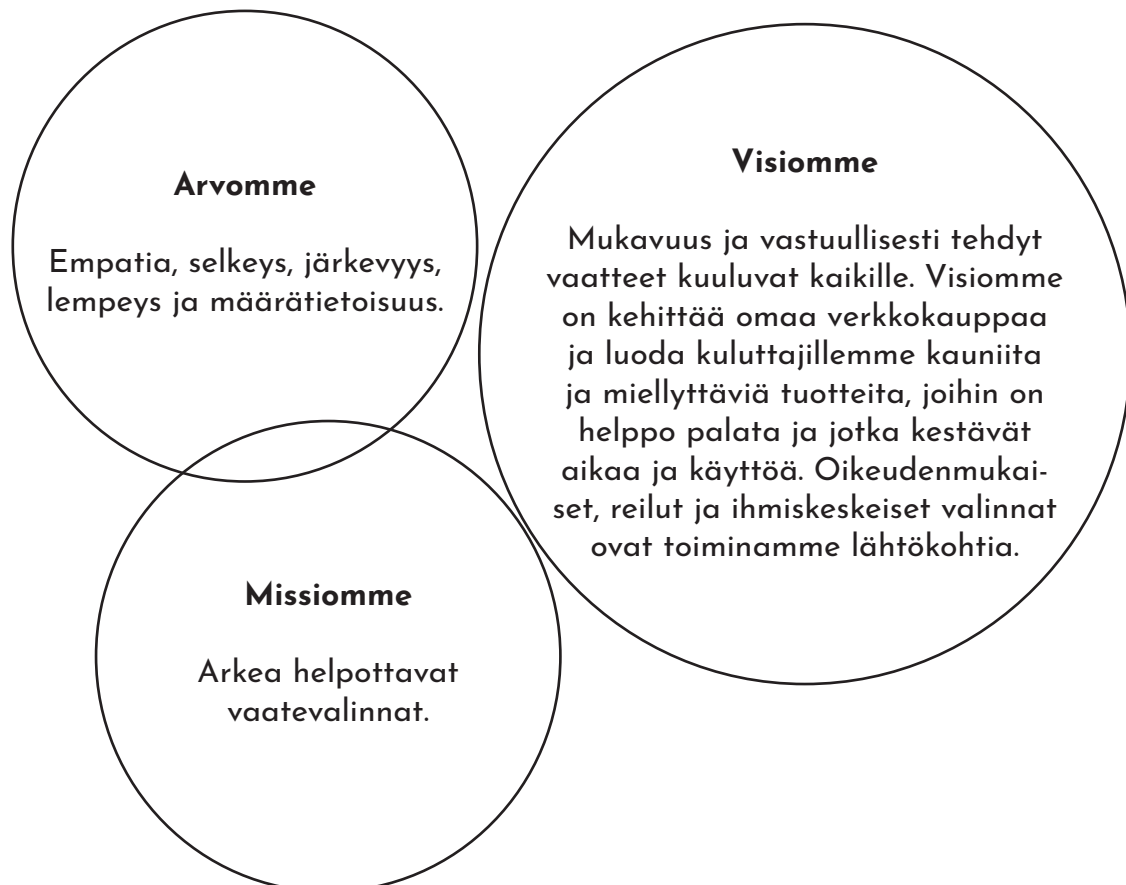 Arvomme
Empatia, selkeys, järkevyys,
lempeys ja määrätietoisuus.
Visiomme
Mukavuus ja vastuullisesti tehdyt
vaatteet kuuluvat kaikille. Visiomme
on kehittää omaa verkkokauppaa
ja luoda kuluttajillemme kauniita
ja miellyttäviä tuotteita, joihin on
helppo palata ja jotka kestävät
aikaa ja käyttöä. Oikeudenmukai-
set, reilut ja ihmiskeskeiset valinnat
ovat toiminamme lähtökohtia.
Missiomme
Arkea helpottavat
vaatevalinnat.